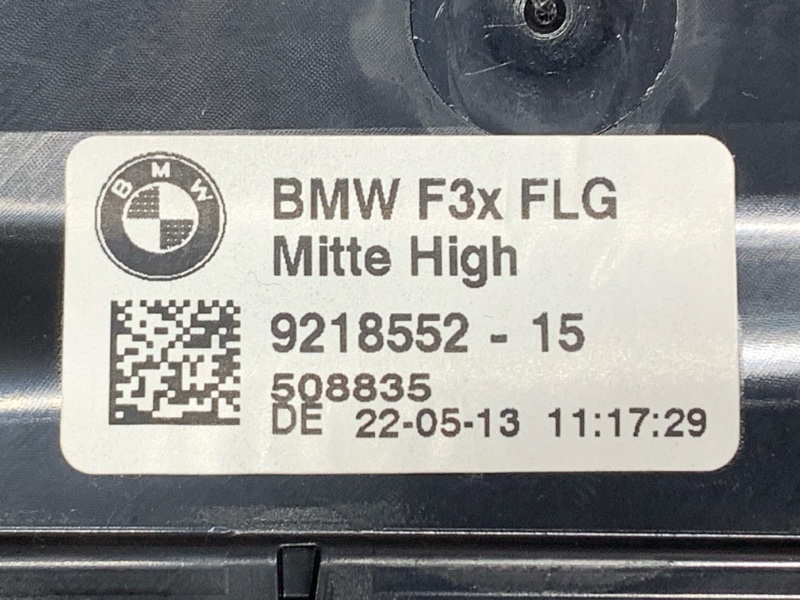 BMW
BMW F3x FLG
Mitte High
9218552 - 15
508835
DE 22-05-13 11:17:29